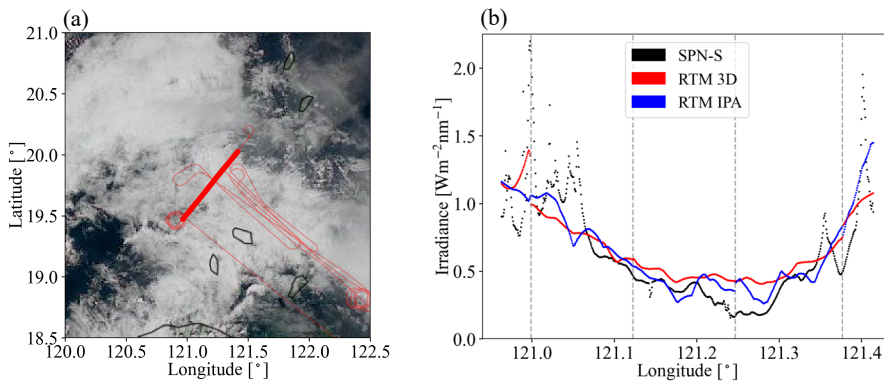 (a)
(b)
21.0
20.5
20.0
19.5
19.0
18.5
Latitude [°]
120.0 120.5 121.0 121.5 122.0 122.5
Longitude [°]
2.0
1.5
1.0
0.5
0.0
Irradiance [Wm⁻²nm⁻¹]
SPN-S
RTM 3D
RTM IPA
121.0 121.1 121.2 121.3 121.4
Longitude [°]